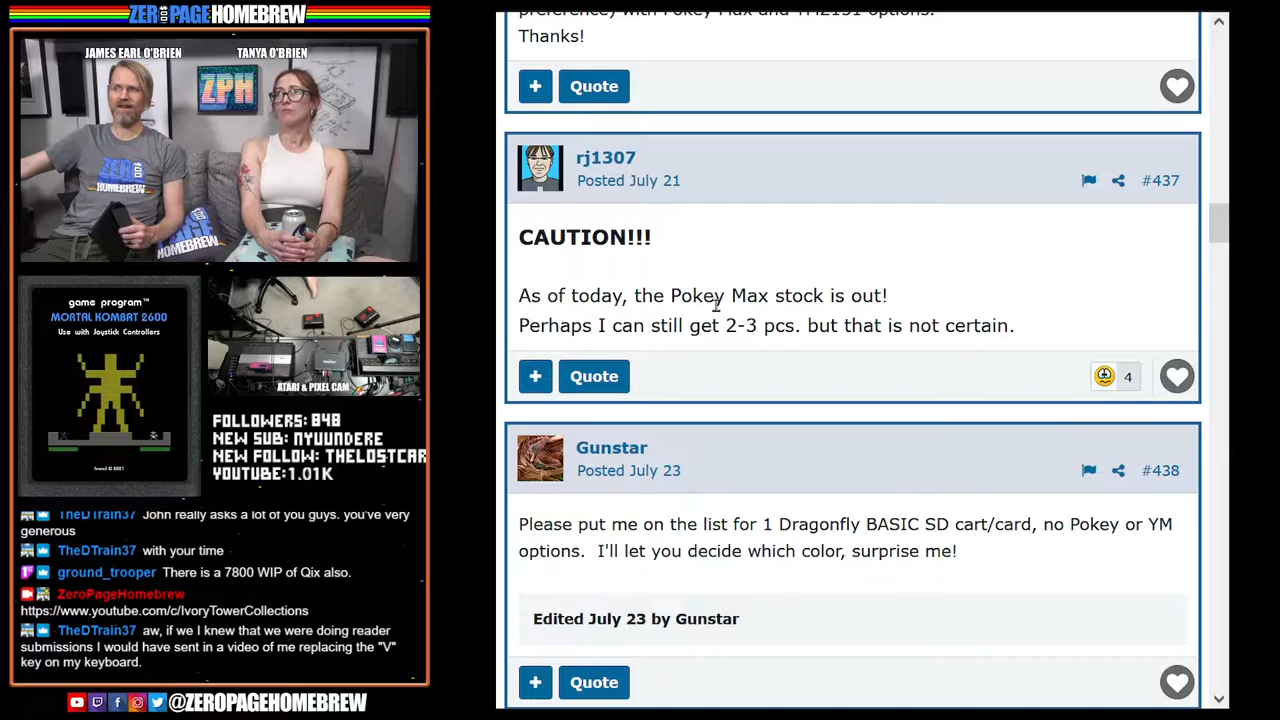 ZEROPAGE HOMEBREW
JAMES EARL O'BRIEN
TANYA O'BRIEN
ZPH
HOMEBREW
HOMEBREW
game program™
MORTAL KOMBAT 2600
Use with Joystick Controllers
ATARI & PIXEL CAM
FOLLOWERS: 848
NEW SUB: NYUUNDERE
NEW FOLLOW: THELOSTCAR
YOUTUBE:1.01K
TheDTrain37 John really asks a lot of you guys. you've very
generous
TheDTrain37 with your time
ground_trooper There is a 7800 WIP of Qix also.
ZeroPageHomebrew
https://www.youtube.com/c/IvoryTowerCollections
TheDTrain37 aw, if we I knew that we were doing reader
submissions I would have sent in a video of me replacing the "V"
key on my keyboard.
@ZEROPAGEHOMEBREW
Thanks!
+ Quote
rj1307
Posted July 21
#437
CAUTION!!!
As of today, the Pokey Max stock is out!
Perhaps I can still get 2-3 pcs. but that is not certain.
+ Quote
4
Gunstar
Posted July 23
#438
Please put me on the list for 1 Dragonfly BASIC SD cart/card, no Pokey or YM
options. I'll let you decide which color, surprise me!
Edited July 23 by Gunstar
+ Quote